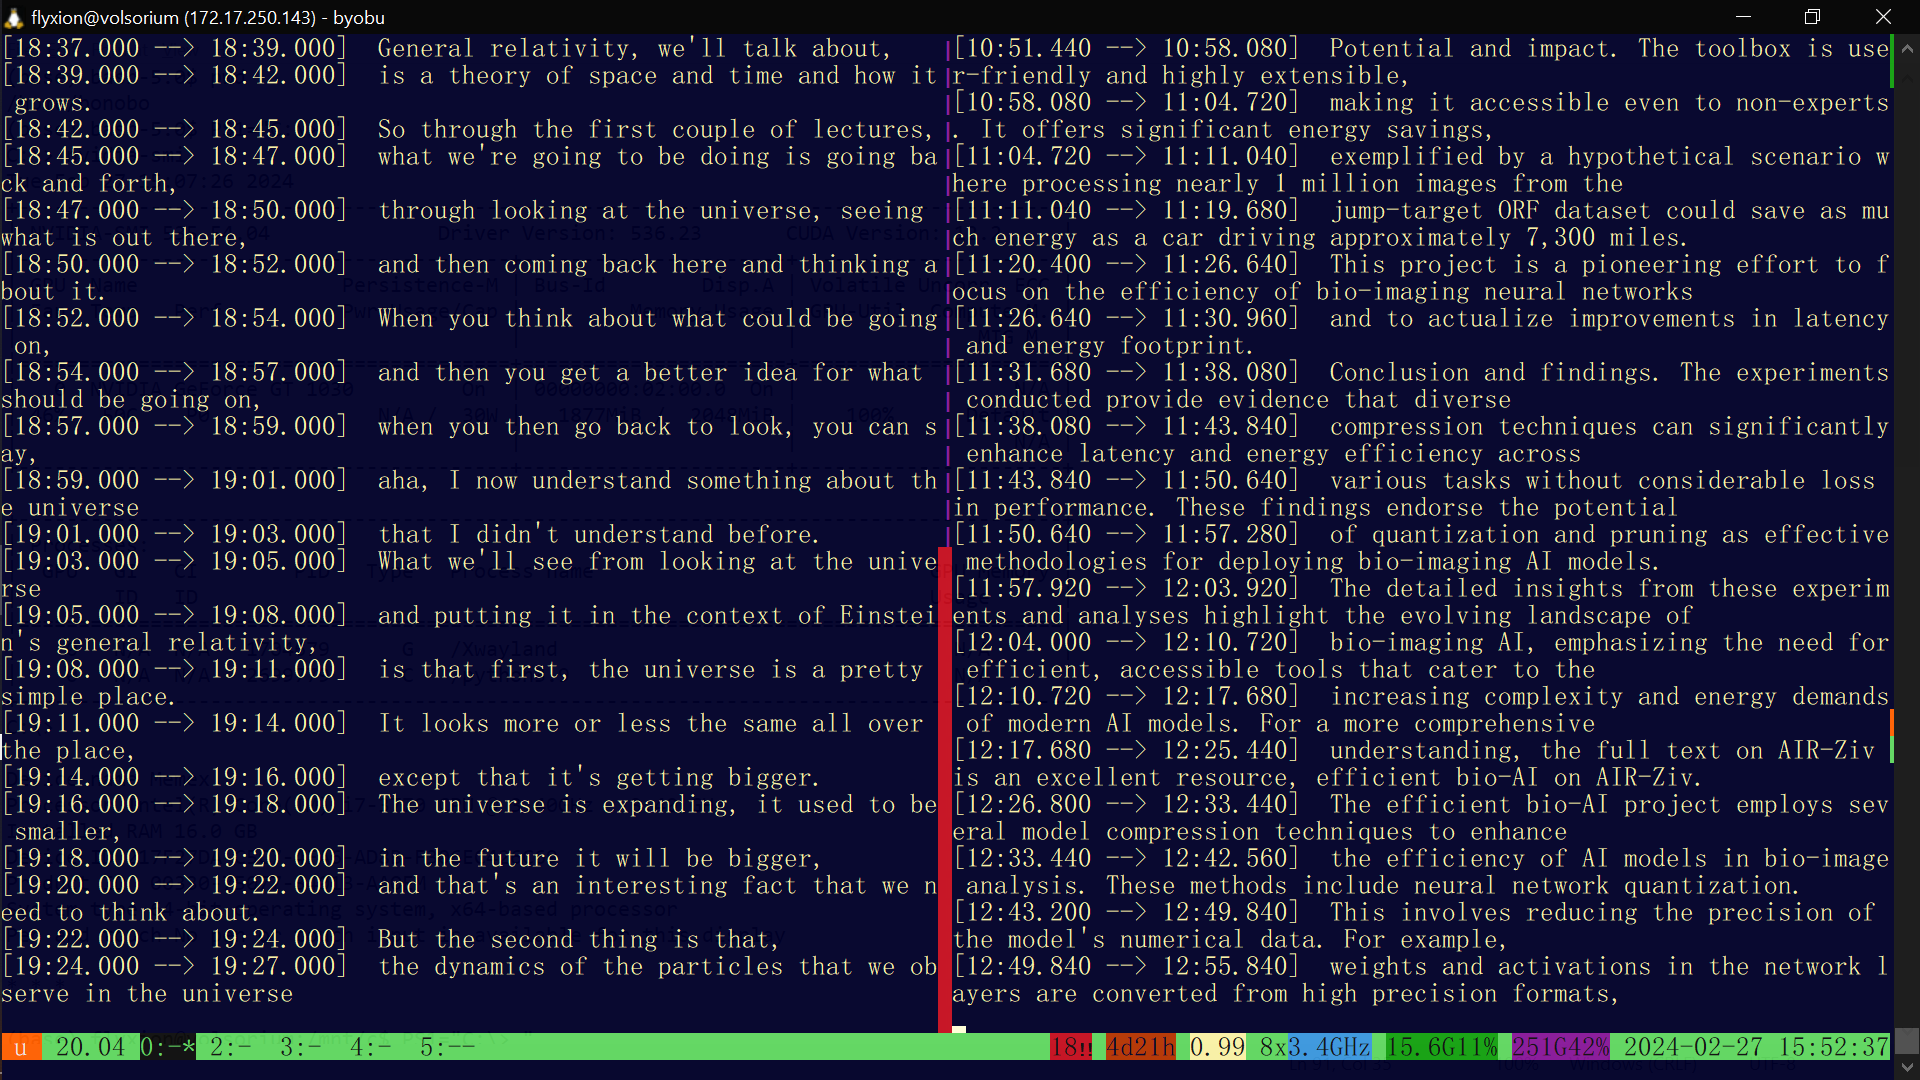 flyxion@volsorium (172.17.250.143) - byobu
[18:37.000 --> 18:39.000]  General relativity, we'll talk about,
[18:39.000 --> 18:42.000]  is a theory of space and time and how it
 grows.
[18:42.000 --> 18:45.000]  So through the first couple of lectures,
[18:45.000 --> 18:47.000]  what we're going to be doing is going ba
ck and forth,
[18:47.000 --> 18:50.000]  through looking at the universe, seeing
what is out there,
[18:50.000 --> 18:52.000]  and then coming back here and thinking a
bout it.
[18:52.000 --> 18:54.000]  When you think about what could be going
 on,
[18:54.000 --> 18:57.000]  and then you get a better idea for what
should be going on,
[18:57.000 --> 18:59.000]  when you then go back to look, you can s
ay,
[18:59.000 --> 19:01.000]  aha, I now understand something about th
e universe
[19:01.000 --> 19:03.000]  that I didn't understand before.
[19:03.000 --> 19:05.000]  What we'll see from looking at the unive
rse
[19:05.000 --> 19:08.000]  and putting it in the context of Einstei
n's general relativity,
[19:08.000 --> 19:11.000]  is that first, the universe is a pretty
simple place.
[19:11.000 --> 19:14.000]  It looks more or less the same all over
the place,
[19:14.000 --> 19:16.000]  except that it's getting bigger.
[19:16.000 --> 19:18.000]  The universe is expanding, it used to be
 smaller,
[19:18.000 --> 19:20.000]  in the future it will be bigger,
[19:20.000 --> 19:22.000]  and that's an interesting fact that we n
eed to think about.
[19:22.000 --> 19:24.000]  But the second thing is that,
[19:24.000 --> 19:27.000]  the dynamics of the particles that we ob
serve in the universe
[10:51.440 --> 10:58.080]  Potential and impact. The toolbox is use
r-friendly and highly extensible,
[10:58.080 --> 11:04.720]  making it accessible even to non-experts
. It offers significant energy savings,
[11:04.720 --> 11:11.040]  exemplified by a hypothetical scenario w
here processing nearly 1 million images from the
[11:11.040 --> 11:19.680]  jump-target ORF dataset could save as mu
ch energy as a car driving approximately 7,300 miles.
[11:20.400 --> 11:26.640]  This project is a pioneering effort to f
ocus on the efficiency of bio-imaging neural networks
[11:26.640 --> 11:30.960]  and to actualize improvements in latency
 and energy footprint.
[11:31.680 --> 11:38.080]  Conclusion and findings. The experiments
 conducted provide evidence that diverse
[11:38.080 --> 11:43.840]  compression techniques can significantly
 enhance latency and energy efficiency across
[11:43.840 --> 11:50.640]  various tasks without considerable loss
in performance. These findings endorse the potential
[11:50.640 --> 11:57.280]  of quantization and pruning as effective
 methodologies for deploying bio-imaging AI models.
[11:57.920 --> 12:03.920]  The detailed insights from these experim
ents and analyses highlight the evolving landscape of
[12:04.000 --> 12:10.720]  bio-imaging AI, emphasizing the need for
 efficient, accessible tools that cater to the
[12:10.720 --> 12:17.680]  increasing complexity and energy demands
 of modern AI models. For a more comprehensive
[12:17.680 --> 12:25.440]  understanding, the full text on AIR-Ziv
is an excellent resource, efficient bio-AI on AIR-Ziv.
[12:26.800 --> 12:33.440]  The efficient bio-AI project employs sev
eral model compression techniques to enhance
[12:33.440 --> 12:42.560]  the efficiency of AI models in bio-image
 analysis. These methods include neural network quantization.
[12:43.200 --> 12:49.840]  This involves reducing the precision of
the model's numerical data. For example,
[12:49.840 --> 12:55.840]  weights and activations in the network l
ayers are converted from high precision formats,
u 20.04 0:-* 2:- 3:- 4:- 5:-- 18!! 4d21h 0.99 8x3.4GHz 15.6G11% 251G42% 2024-02-27 15:52:37